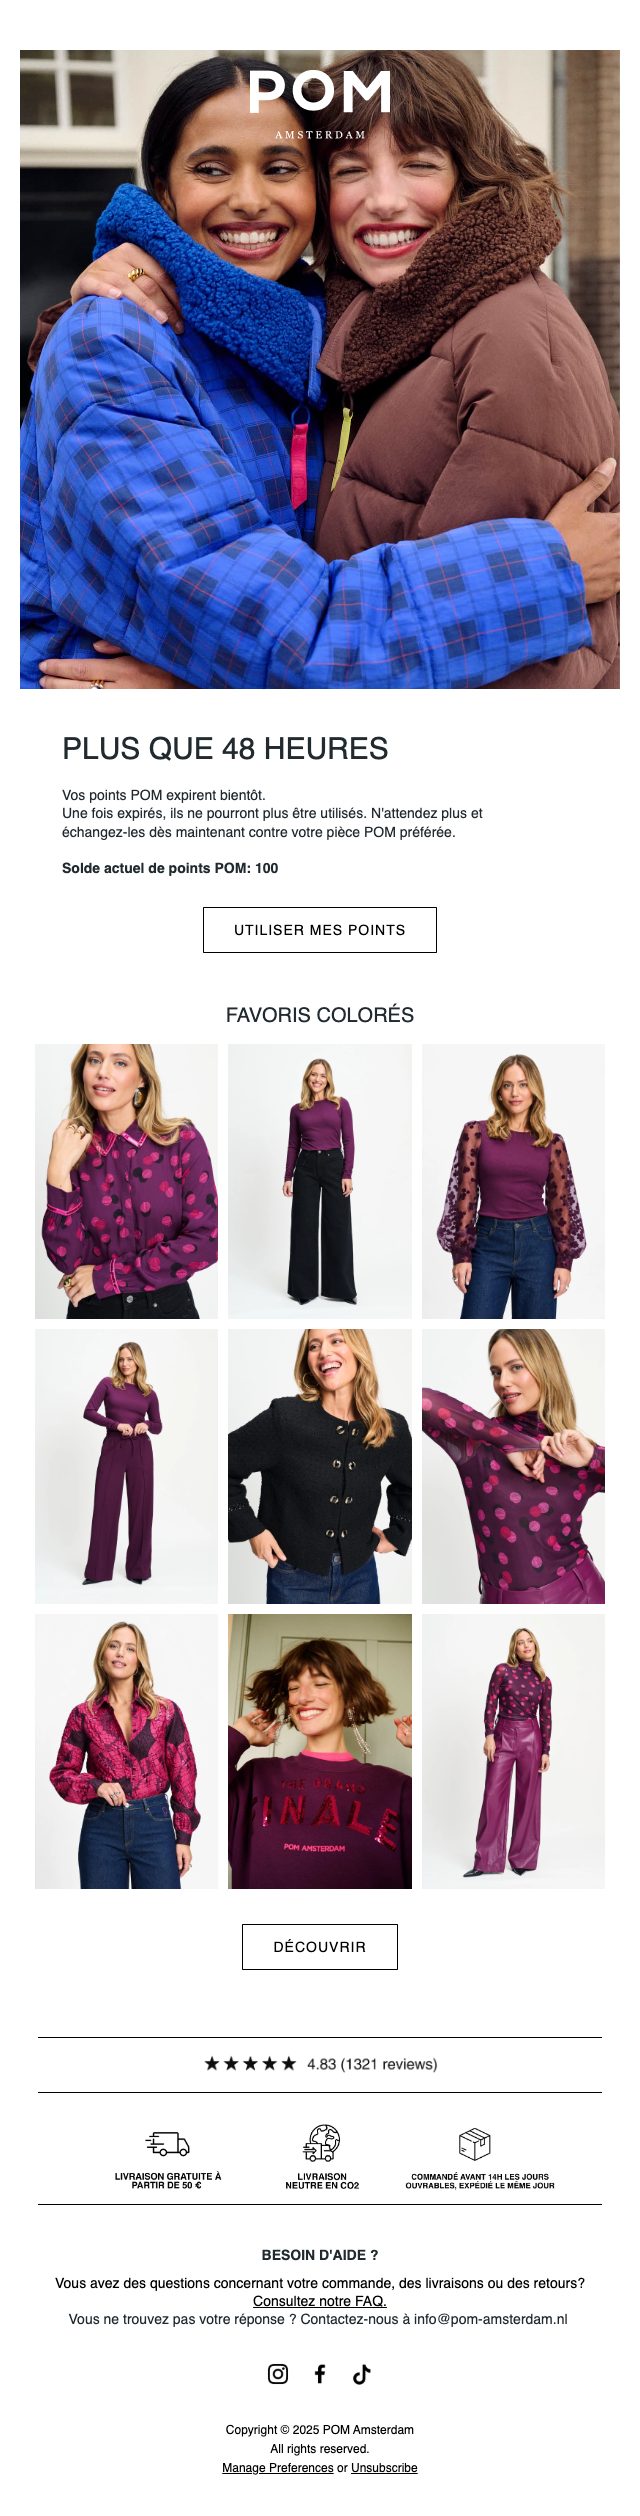 POM
AMSTERDAM
PLUS QUE 48 HEURES
Vos points POM expirent bientôt.
Une fois expirés, ils ne pourront plus être utilisés. N'attendez plus et
échangez-les dès maintenant contre votre pièce POM préférée.
Solde actuel de points POM: 100
UTILISER MES POINTS
FAVORIS COLORÉS
THE GRAND
FINALE
POM AMSTERDAM
DÉCOUVRIR
4.83 (1321 reviews)
LIVRAISON GRATUITE À
PARTIR DE 50 €
LIVRAISON
NEUTRE EN CO2
COMMANDÉ AVANT 14H LES JOURS
OUVRABLES, EXPÉDIÉ LE MÊME JOUR
BESOIN D'AIDE ?
Vous avez des questions concernant votre commande, des livraisons ou des retours?
Consultez notre FAQ.
Vous ne trouvez pas votre réponse ? Contactez-nous à info@pom-amsterdam.nl
Copyright © 2025 POM Amsterdam
All rights reserved.
Manage Preferences or Unsubscribe